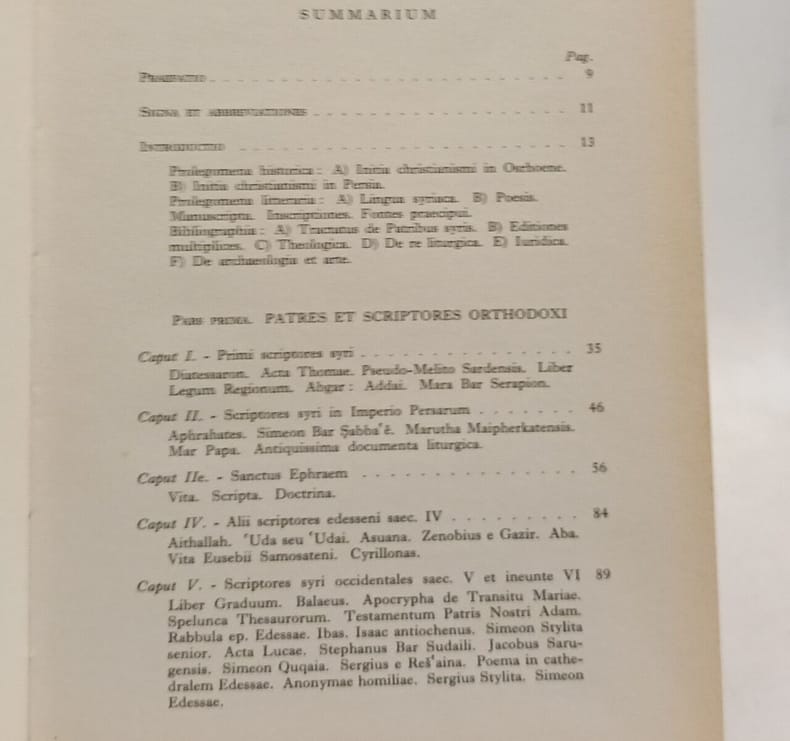 SUMMARIUM
Pag.
Praefatio 9
Signa et abbreviationes 11
Introductio 13
Prolegomena historica: A) Initia christianismi in Osrhoene.
B) Initia christianismi in Persia.
Prolegomena litteraria: A) Lingua syriaca. B) Poesis.
Manuscripta. Inscriptiones. Fontes praecipui.
Bibliographia: A) Tractatus de Patribus syris. B) Editiones
multiplices. C) Theologica. D) De re liturgica. E) Iuridica.
F) De archaeologia et arte.
Pars prima. PATRES ET SCRIPTORES ORTHODOXI
Caput I. - Primi scriptores syri . . . . . . . . . . . . . . . 35
Diatessaron. Acta Thomae. Pseudo-Melito Sardensis. Liber
Legum Regionum. Abgar: Addai. Mara Bar Serapion.
Caput II. - Scriptores syri in Imperio Persarum . . . . . . . 46
Aphrahates. Simeon Bar Ṣabba'ē. Marutha Maipherkatensis.
Mar Papa. Antiquissima documenta liturgica.
Caput IIe. - Sanctus Ephraem . . . . . . . . . . . . . . . 56
Vita. Scripta. Doctrina.
Caput IV. - Alii scriptores edesseni saec. IV . . . . . . . . . 84
Aithallah. 'Uda seu 'Udai. Asuana. Zenobius e Gazir. Aba.
Vita Eusebii Samosateni. Cyrillonas.
Caput V. - Scriptores syri occidentales saec. V et ineunte VI 89
Liber Graduum. Balaeus. Apocrypha de Transitu Mariae.
Spelunca Thesaurorum. Testamentum Patris Nostri Adam.
Rabbula ep. Edessae. Ibas. Isaac antiochenus. Simeon Stylita
senior. Acta Lucae. Stephanus Bar Sudaili. Jacobus Saru-
gensis. Simeon Quqaia. Sergius e Reš'aina. Poema in cathe-
dralem Edessae. Anonymae homiliae. Sergius Stylita. Simeon
Edessae.